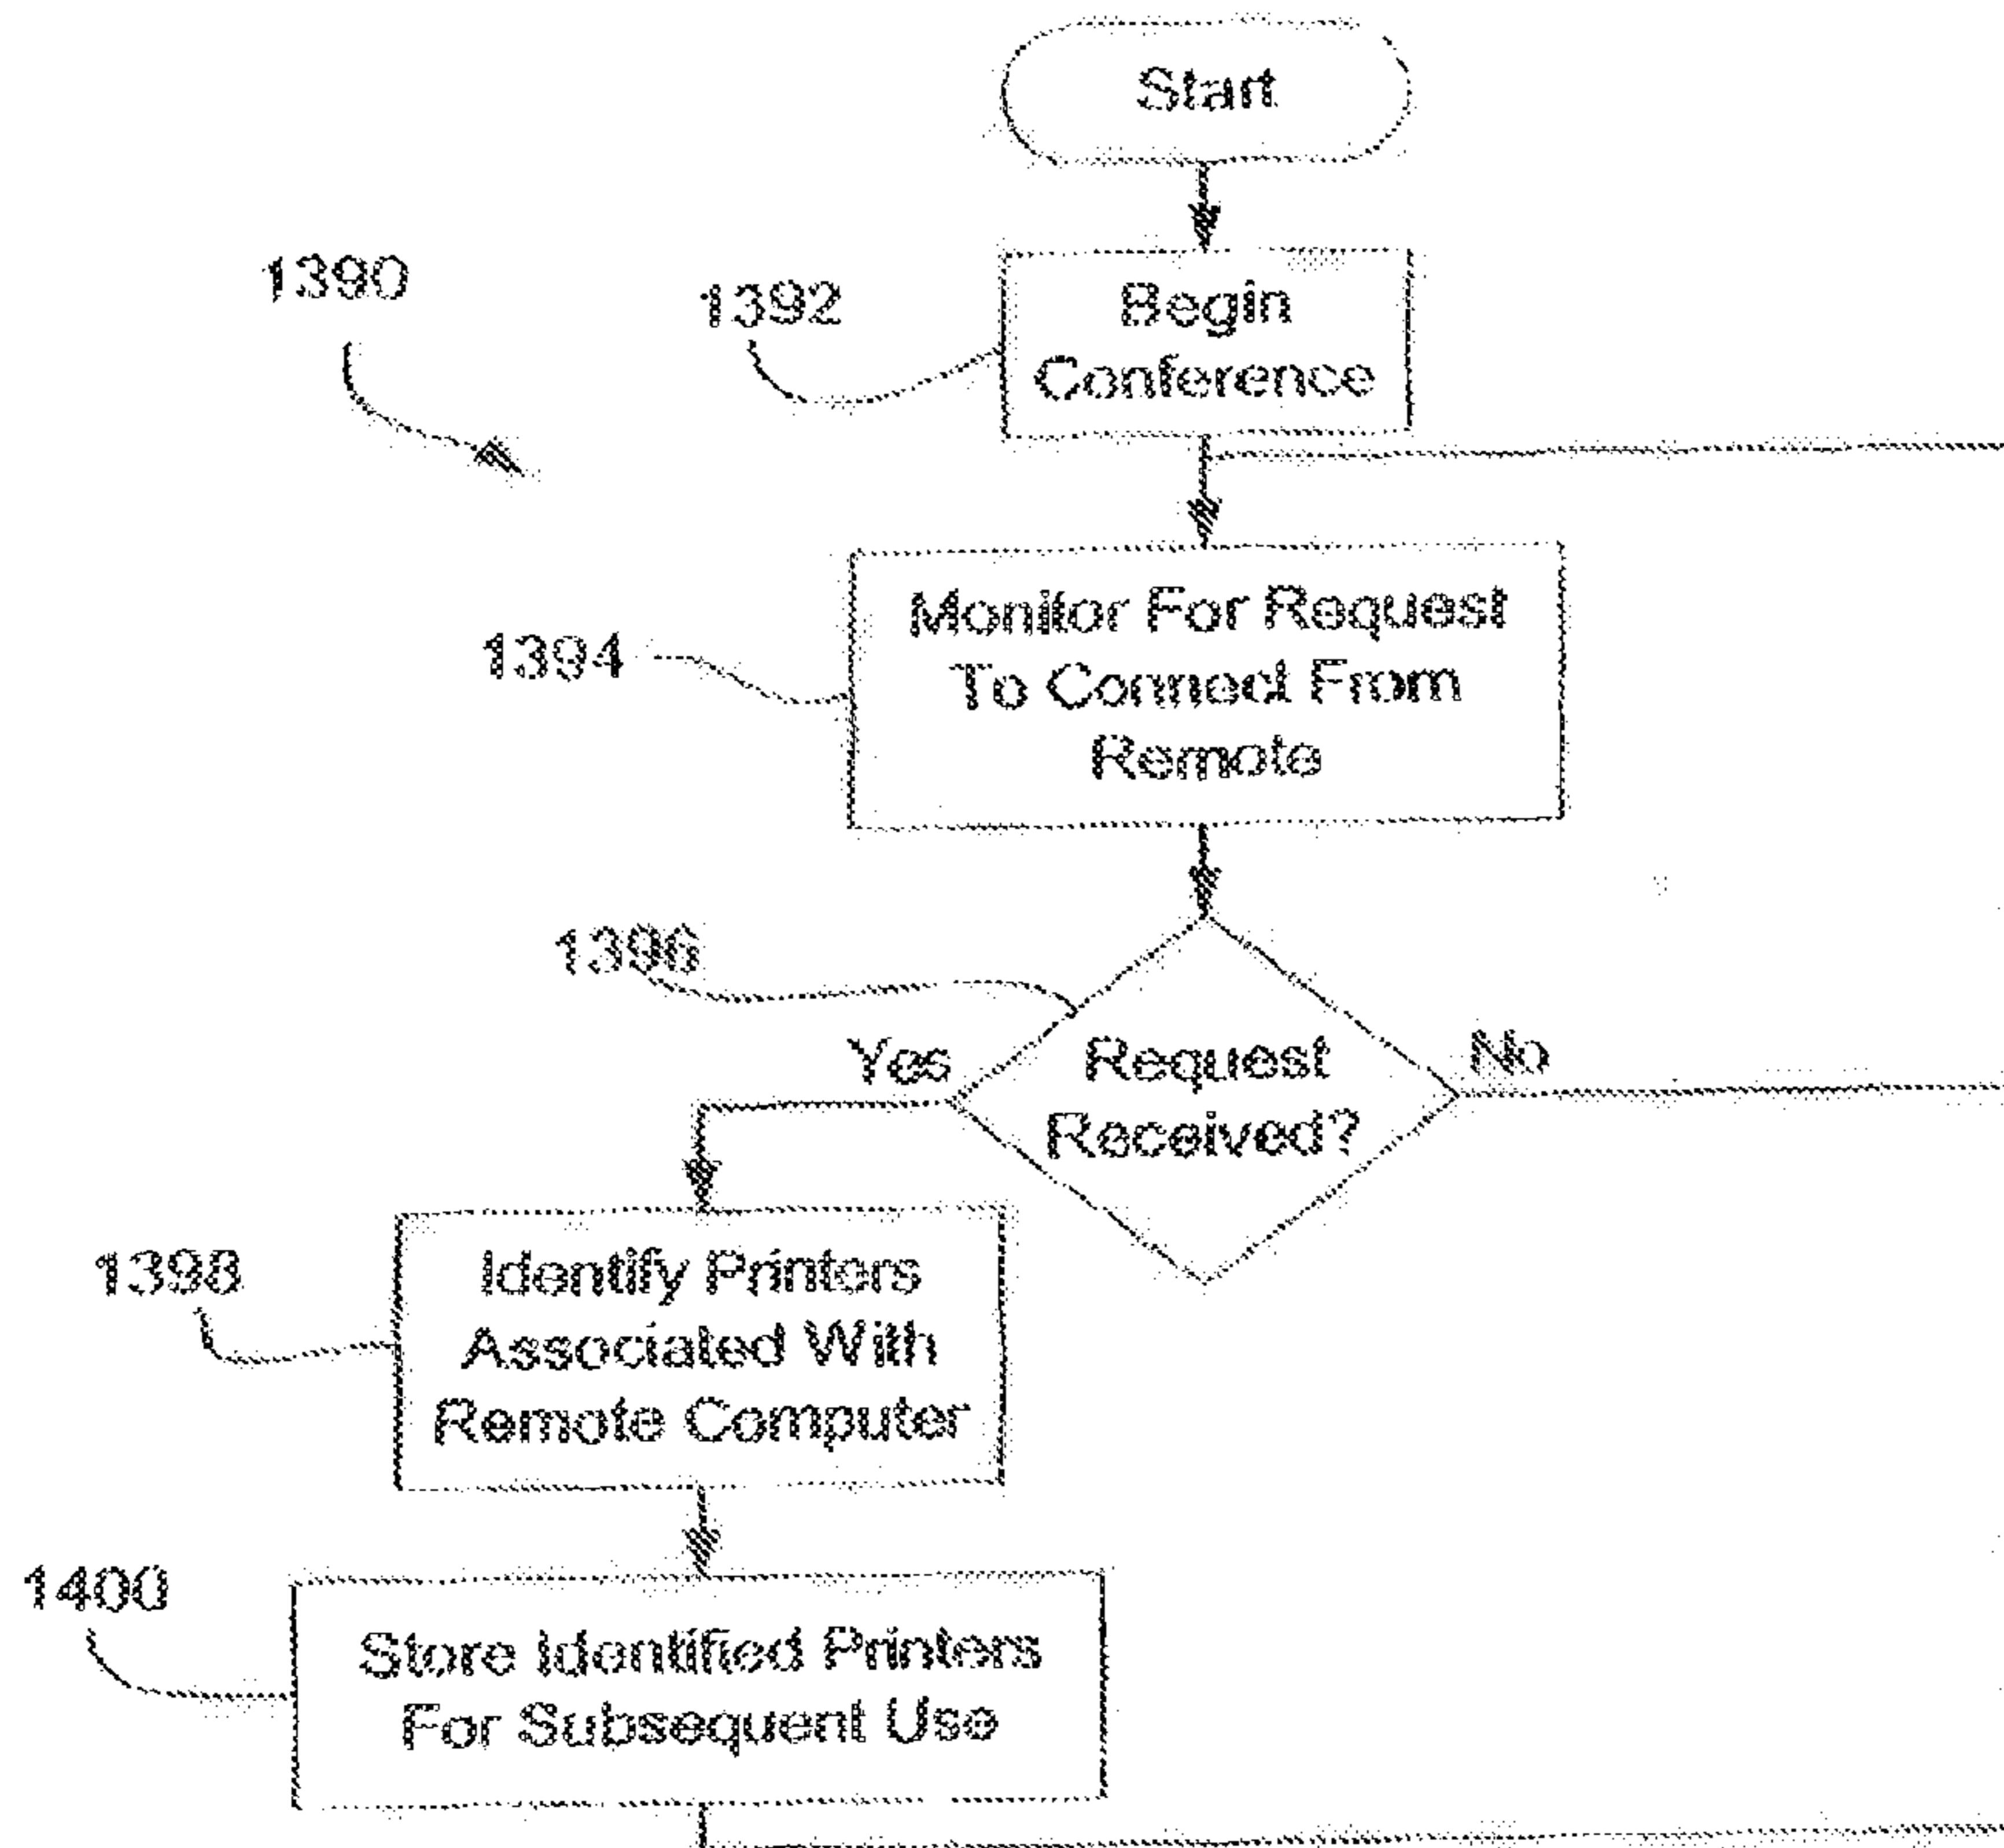 Start
1390
1392
Begin
Conference
1394
Monitor For Request
To Connect From
Remote
1396
Yes
Request
Received?
No
1398
Identify Printers
Associated With
Remote Computer
1400
Store Identified Printers
For Subsequent Use